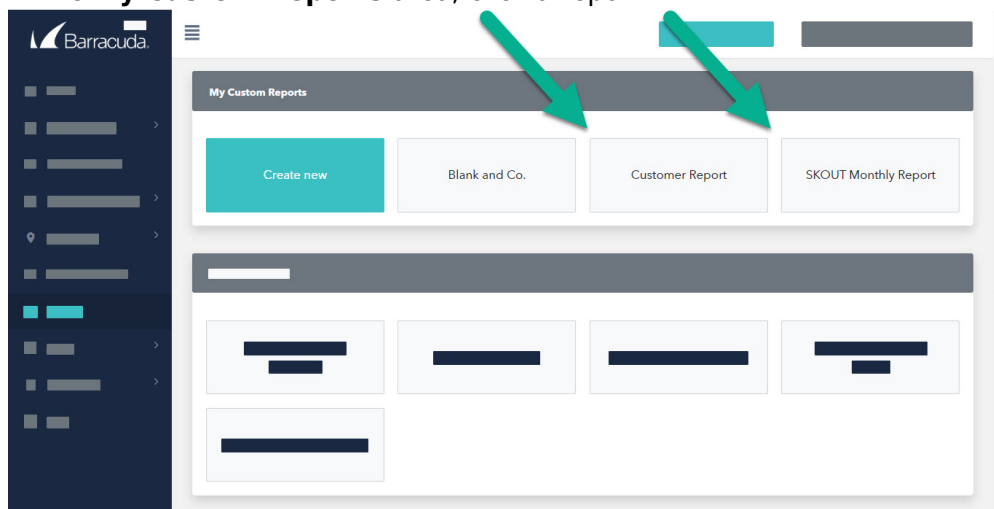 Barracuda.
My Custom Reports
Create new
Blank and Co.
Customer Report
SKOUT Monthly Report